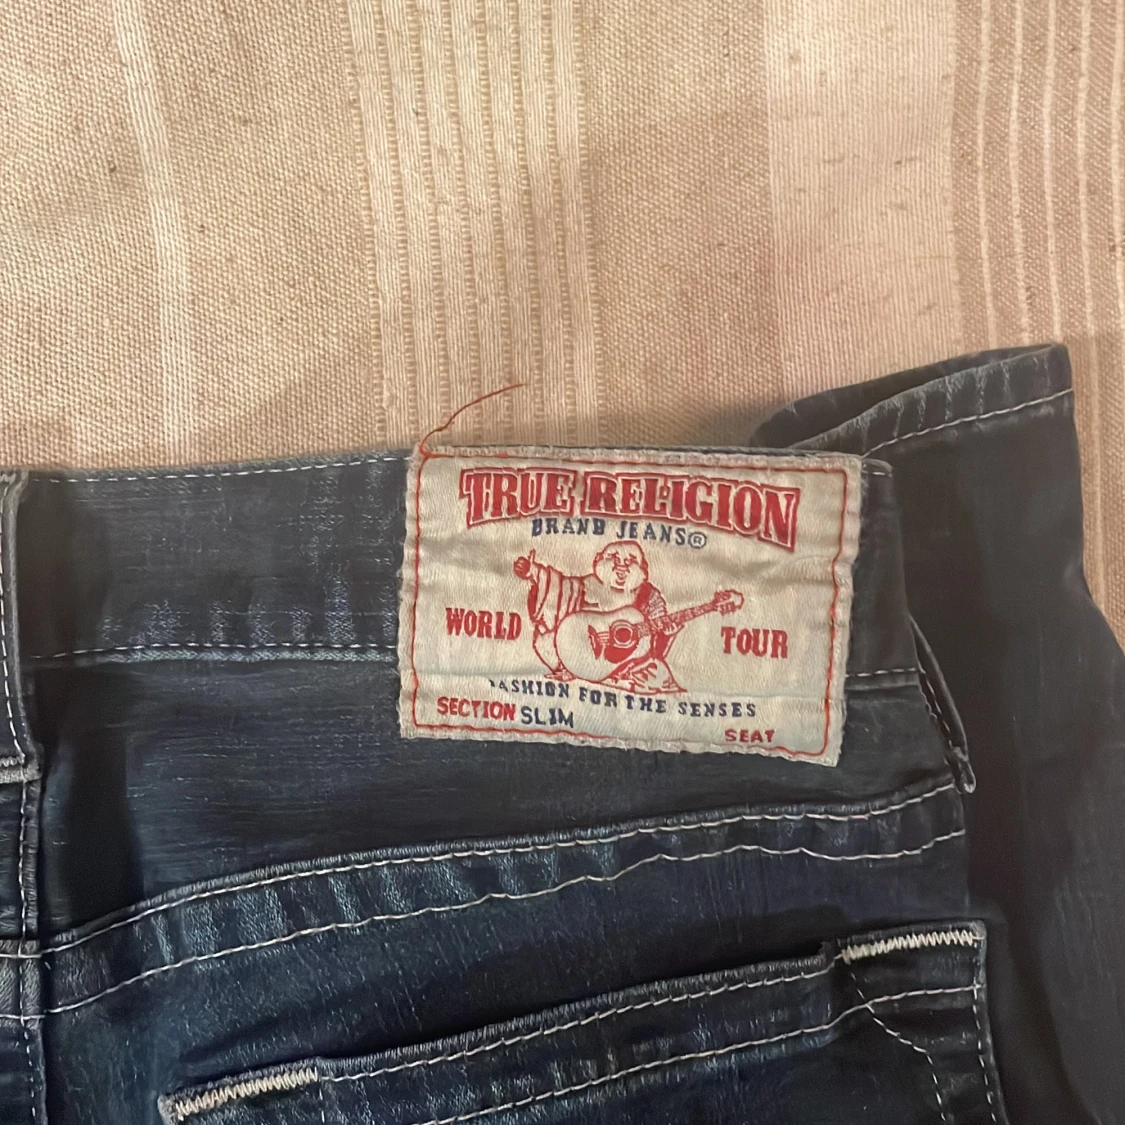 TRUE RELIGION
BRAND JEANS®
WORLD TOUR
FASHION FOR THE SENSES
SECTION SLIM
SEAT